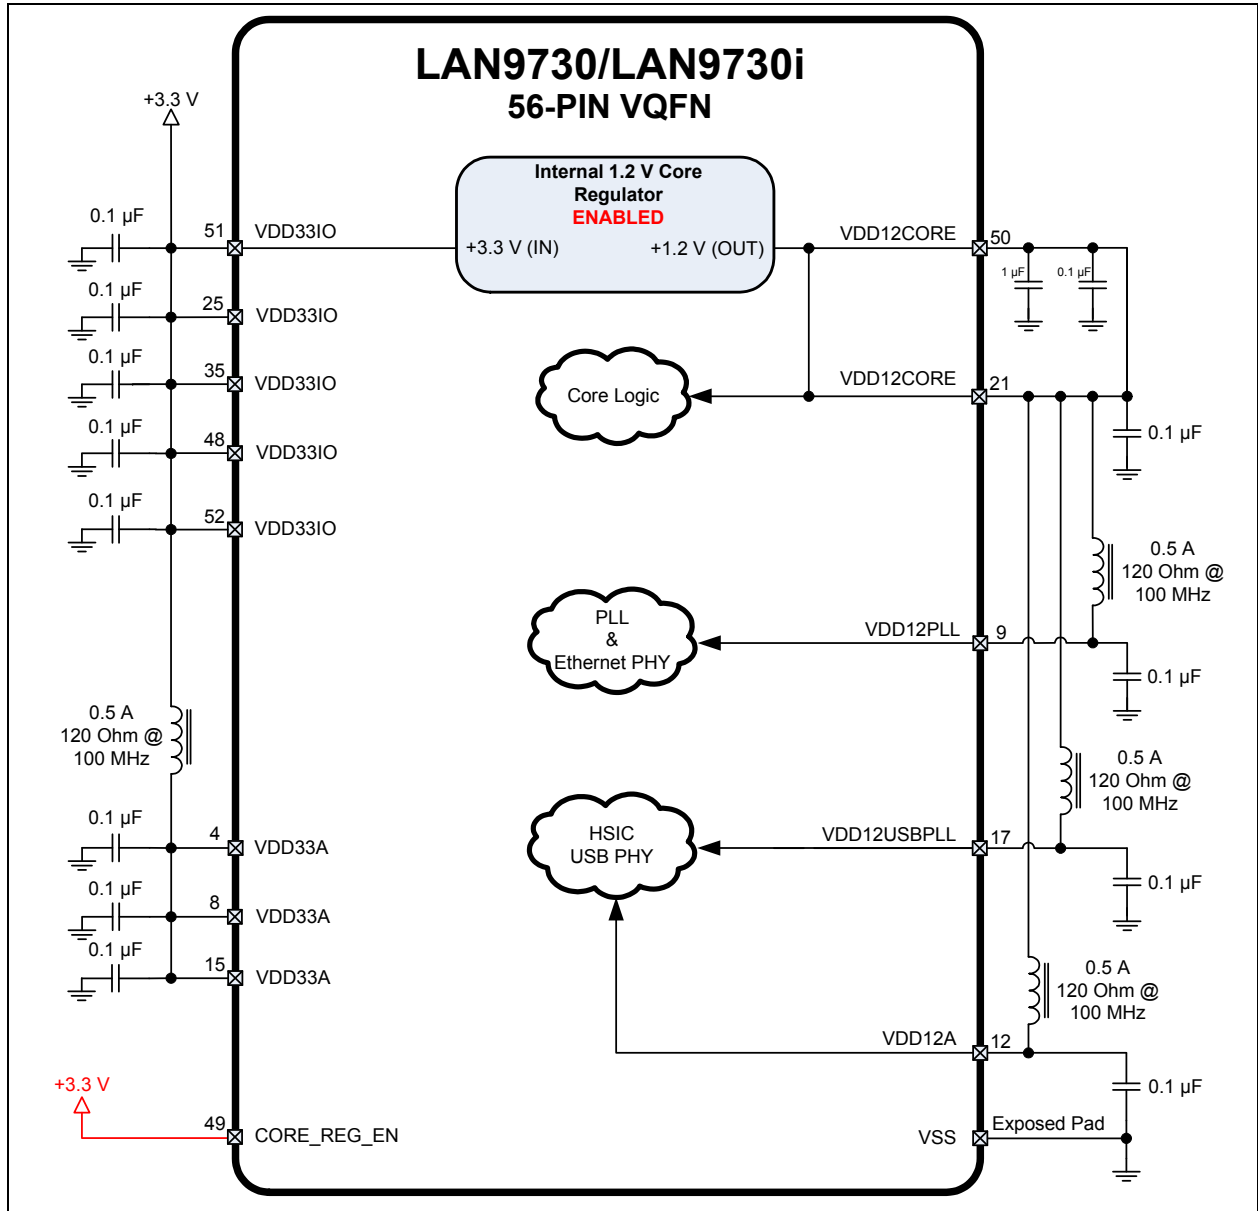 LAN9730/LAN9730i
56-PIN VQFN
+3.3 V
Internal 1.2 V Core
Regulator
ENABLED
+3.3 V (IN)
+1.2 V (OUT)
0.1 µF
51
VDD33IO
VDD12CORE
50
1 µF
0.1 µF
0.1 µF
25
VDD33IO
0.1 µF
35
VDD33IO
Core Logic
VDD12CORE
21
0.1 µF
0.1 µF
48
VDD33IO
0.1 µF
52
VDD33IO
0.5 A
120 Ohm @
100 MHz
PLL
&
Ethernet PHY
VDD12PLL
9
0.1 µF
0.5 A
120 Ohm @
100 MHz
0.5 A
120 Ohm @
100 MHz
0.1 µF
4
VDD33A
HSIC
USB PHY
VDD12USBPLL
17
0.1 µF
0.1 µF
8
VDD33A
0.1 µF
15
VDD33A
0.5 A
120 Ohm @
100 MHz
VDD12A
12
0.1 µF
+3.3 V
49
CORE_REG_EN
VSS
Exposed Pad